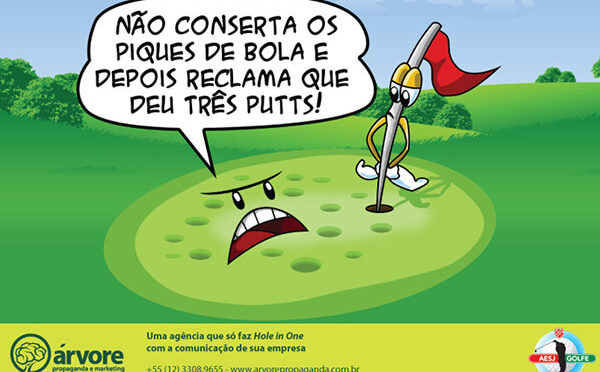 NÃO CONSERTA OS
PIQUES DE BOLA E
DEPOIS RECLAMA QUE
DEU TRÊS PUTTS!
Uma agência que só faz Hole in One
com a comunicação de sua empresa
árvore
propaganda e marketing
+55 (12) 3308.9655 - www.arvorepropaganda.com.br
AESJ GOLFE